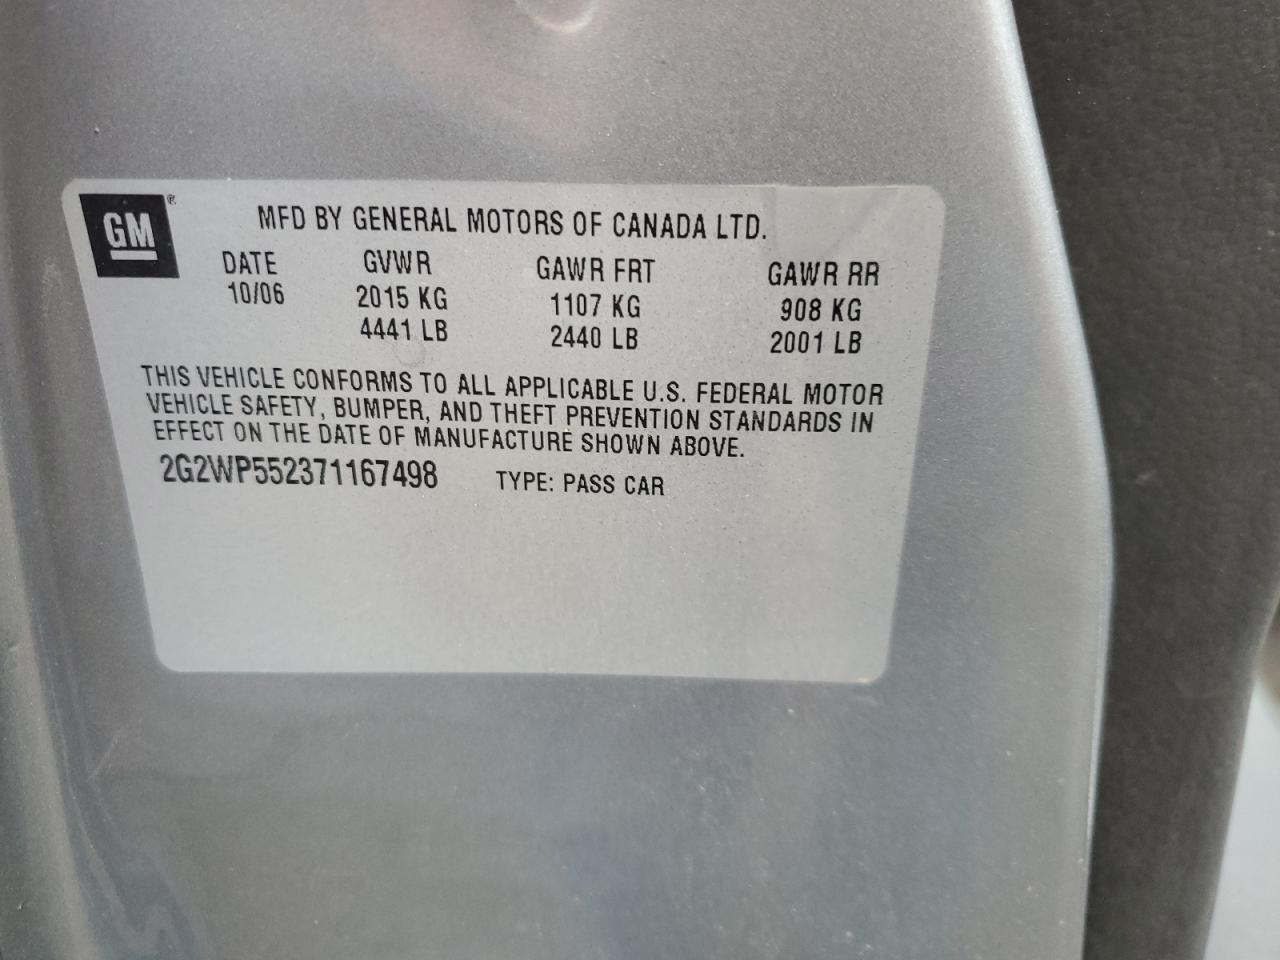 GM®
MFD BY GENERAL MOTORS OF CANADA LTD.
DATE GVWR GAWR FRT GAWR RR
10/06 2015 KG 1107 KG 908 KG
4441 LB 2440 LB 2001 LB
THIS VEHICLE CONFORMS TO ALL APPLICABLE U.S. FEDERAL MOTOR
VEHICLE SAFETY, BUMPER, AND THEFT PREVENTION STANDARDS IN
EFFECT ON THE DATE OF MANUFACTURE SHOWN ABOVE.
2G2WP552371167498 TYPE: PASS CAR